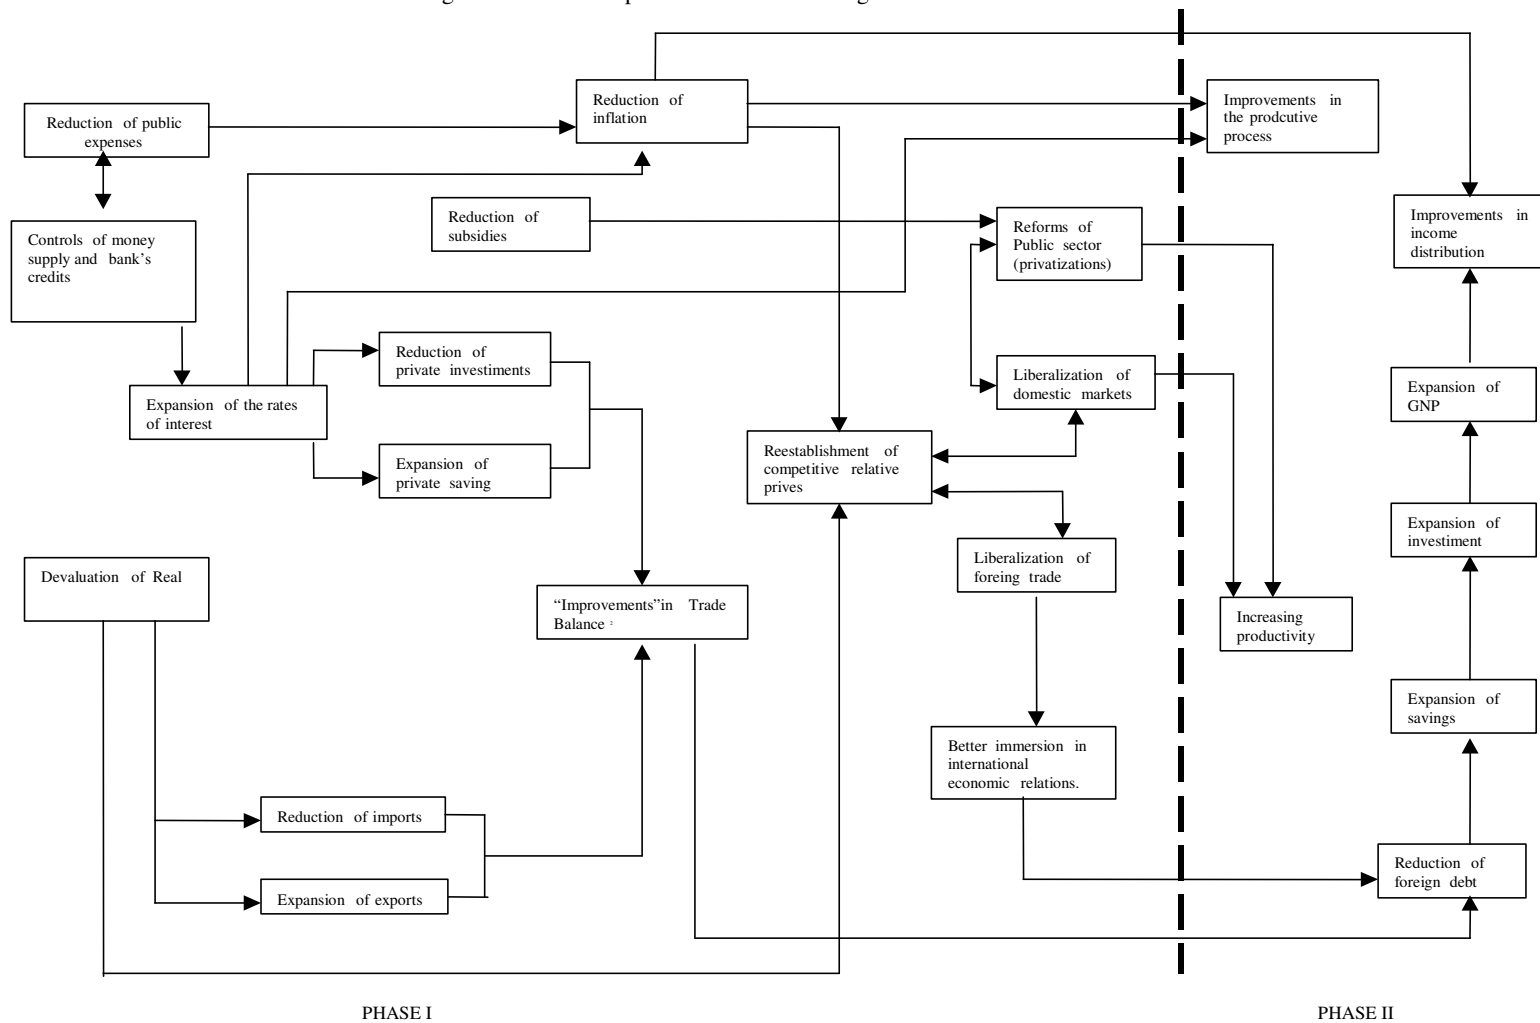 Reduction of
inflation
Improvements in
the prodcutive
process
Reduction of public
expenses
Reduction of
subsidies
Reforms of
Public sector
(privatizations)
Improvements in
income
distribution
Controls of money
supply and bank's
credits
Reduction of
private investiments
Liberalization of
domestic markets
Expansion of
GNP
Expansion of the rates
of interest
Expansion of
private saving
Reestablishment of
competitive relative
prives
Expansion of
investiment
Devaluation of Real
Liberalization of
foreing trade
“Improvements”in Trade
Balance ²
Increasing
productivity
Expansion of
savings
Better immersion in
international
economic relations.
Reduction of imports
Reduction of
foreign debt
Expansion of exports
PHASE I
PHASE II